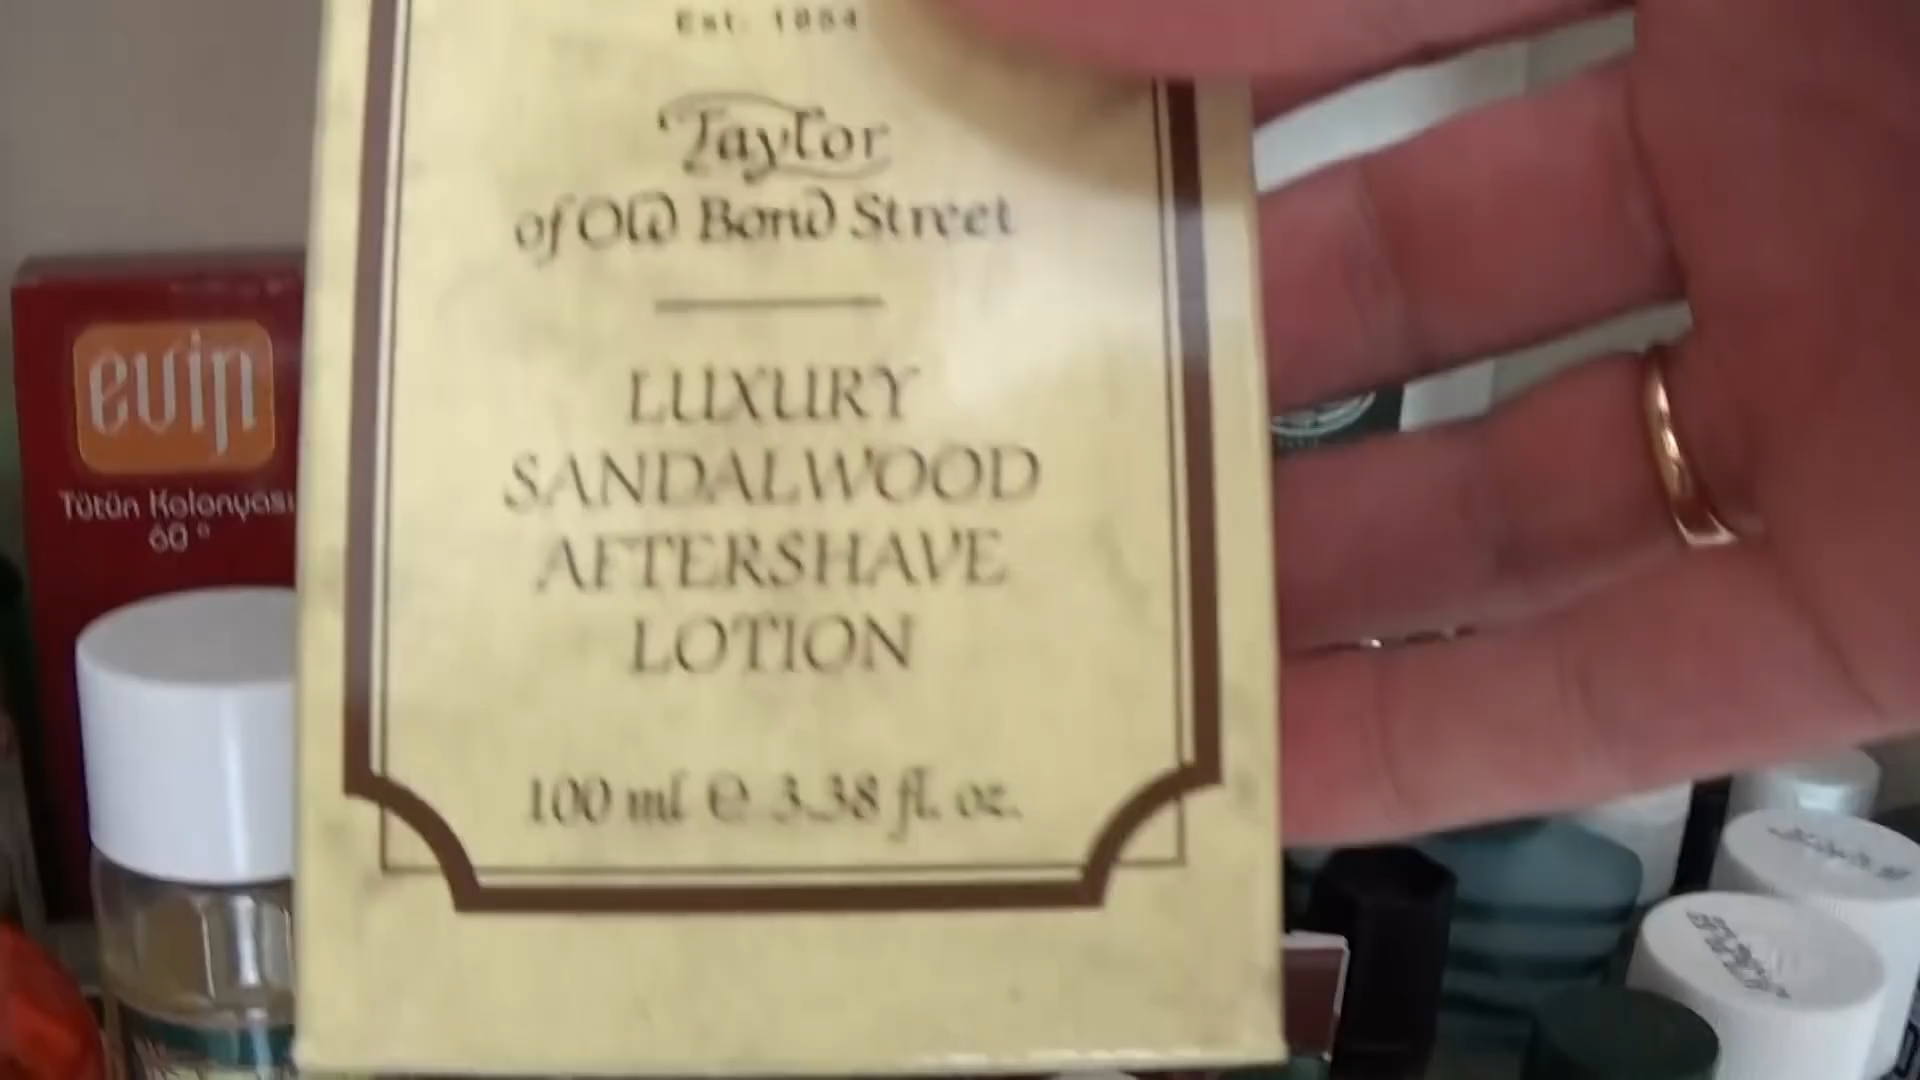 Est. 1854
Taylor
of Old Bond Street
LUXURY
SANDALWOOD
AFTERSHAVE
LOTION
100 ml e 3.38 fl. oz.
evin
Tütün Kolonyası
60°